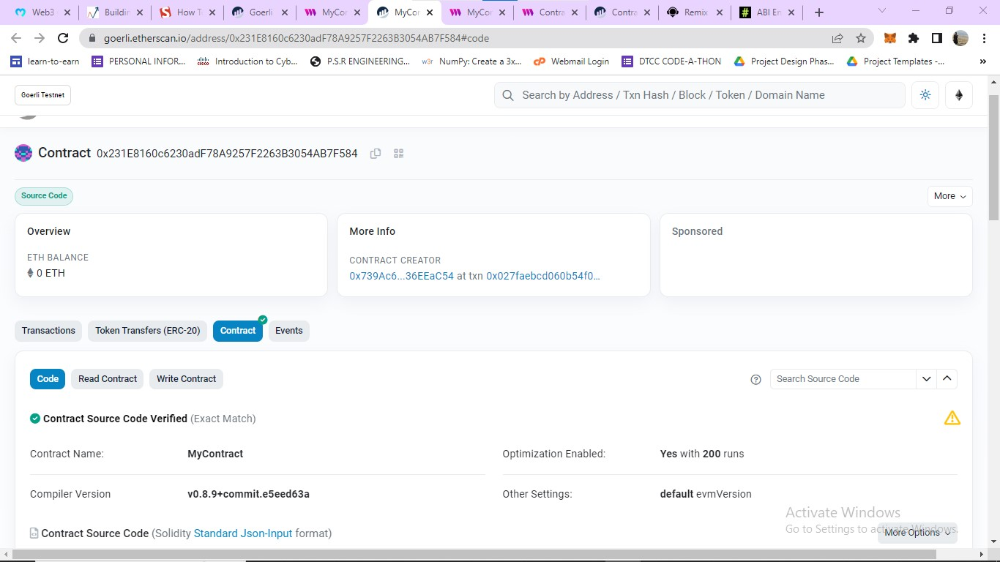 Web3
Buildin
How T
Goerli
MyCon
MyCon
MyCon
Contra
Contra
Remix
ABI En
goerli.etherscan.io/address/0x231E8160c6230adF78A9257F2263B3054AB7F584#code
learn-to-earn
PERSONAL INFOR...
Introduction to Cyb...
P.S.R ENGINEERING...
NumPy: Create a 3x...
Webmail Login
DTCC CODE-A-THON
Project Design Phas...
Project Templates -...
»
Goerli Testnet
Search by Address / Txn Hash / Block / Token / Domain Name
Contract 0x231E8160c6230adF78A9257F2263B3054AB7F584
Source Code
More
Overview
ETH BALANCE
0 ETH
More Info
CONTRACT CREATOR
0x739Ac6...36EEaC54 at txn 0x027faebcd060b54f0...
Sponsored
Transactions
Token Transfers (ERC-20)
Contract
Events
Code
Read Contract
Write Contract
Search Source Code
Contract Source Code Verified (Exact Match)
Contract Name:
MyContract
Optimization Enabled:
Yes with 200 runs
Compiler Version
v0.8.9+commit.e5eed63a
Other Settings:
default evmVersion
Activate Windows
Go to Settings to activate Windows.
Contract Source Code (Solidity Standard Json-Input format)
More Options